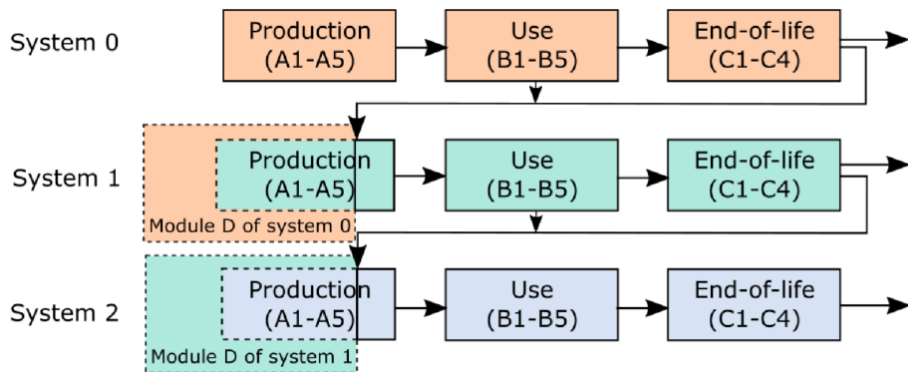 System 0
Production
(A1-A5)
Use
(B1-B5)
End-of-life
(C1-C4)
System 1
Production
(A1-A5)
Use
(B1-B5)
End-of-life
(C1-C4)
Module D of system 0
System 2
Production
(A1-A5)
Use
(B1-B5)
End-of-life
(C1-C4)
Module D of system 1